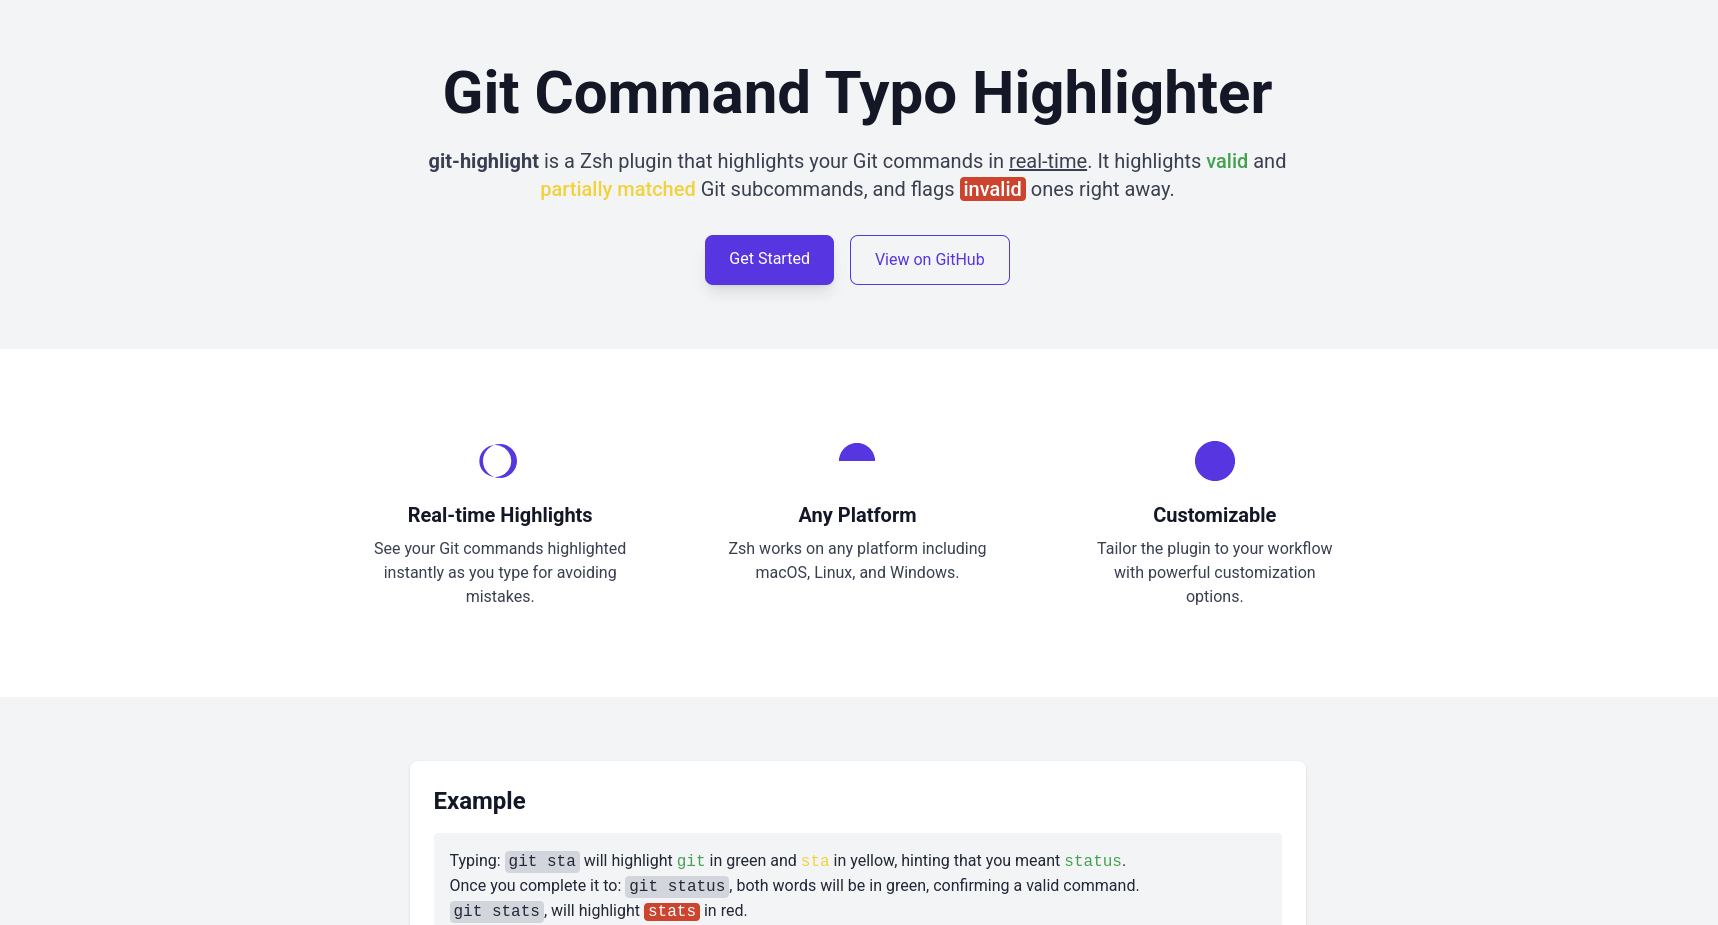 Git Command Typo Highlighter
git-highlight is a Zsh plugin that highlights your Git commands in real-time. It highlights valid and
partially matched Git subcommands, and flags invalid ones right away.
Get Started
View on GitHub
Real-time Highlights
See your Git commands highlighted
instantly as you type for avoiding
mistakes.
Any Platform
Zsh works on any platform including
macOS, Linux, and Windows.
Customizable
Tailor the plugin to your workflow
with powerful customization
options.
Example
Typing: git sta will highlight git in green and sta in yellow, hinting that you meant status.
Once you complete it to: git status, both words will be in green, confirming a valid command.
git stats, will highlight stats in red.